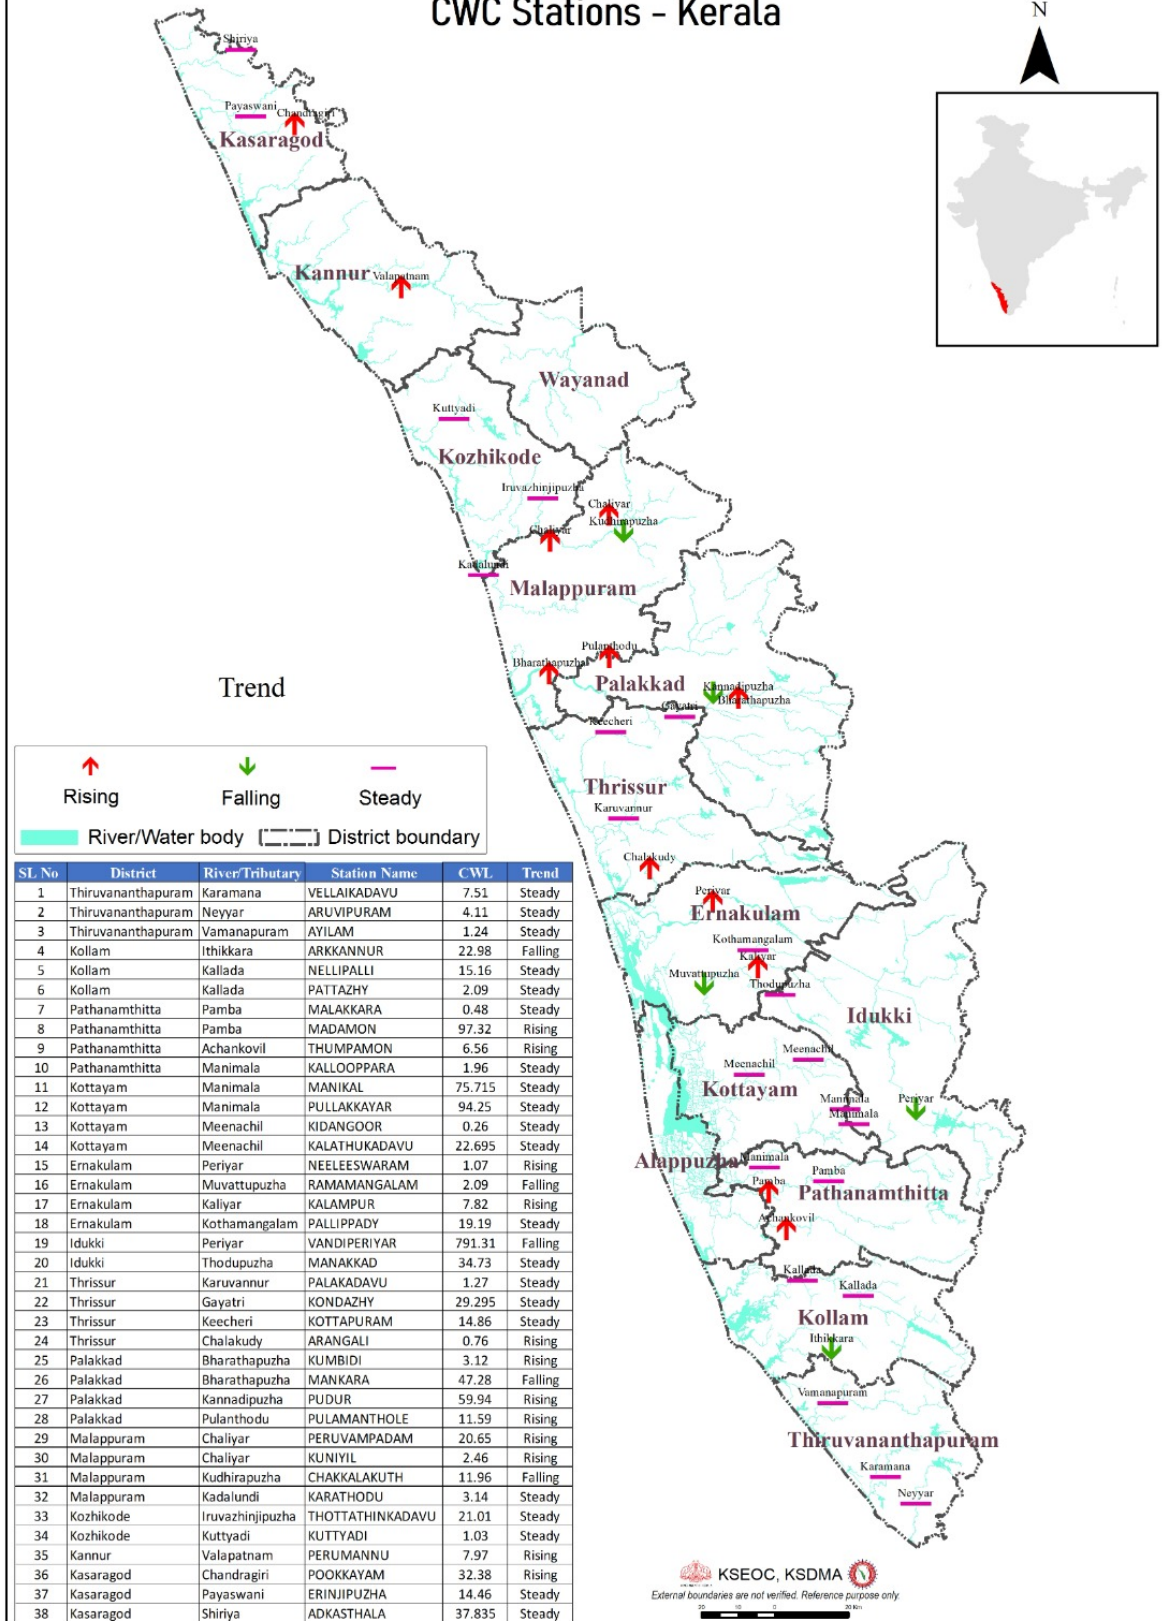 CWC Stations - Kerala
N
Shiriya
Payaswani
Chandragiri
Kasaragod
Kannur
Valapatnam
Wayanad
Kuttyadi
Kozhikode
Iruvazhinjipuzha
Chaliyar
Kudhirapuzha
Chaliyar
Kadalundi
Malappuram
Pulanthodu
Bharathapuzha
Palakkad
Kannadipuzha
Bharathapuzha
Gayatri
Keecheri
Thrissur
Karuvannur
Chalakudy
Periyar
Ernakulam
Kothamangalam
Kaliyar
Muvattupuzha
Thodupuzha
Idukki
Meenachil
Meenachil
Kottayam
Manimala
Manimala
Periyar
Alappuzha
Manimala
Pamba
Pamba
Pathanamthitta
Achankovil
Kallada
Kallada
Kollam
Ithikkara
Vamanapuram
Thiruvananthapuram
Karamana
Neyyar
Trend
Rising Falling Steady
River/Water body District boundary
SL No District River/Tributary Station Name CWL Trend
1 Thiruvananthapuram Karamana VELLAIKADAVU 7.51 Steady
2 Thiruvananthapuram Neyyar ARUVIPURAM 4.11 Steady
3 Thiruvananthapuram Vamanapuram AYILAM 1.24 Steady
4 Kollam Ithikkara ARKKANNUR 22.98 Falling
5 Kollam Kallada NELLIPALLI 15.16 Steady
6 Kollam Kallada PATTAZHY 2.09 Steady
7 Pathanamthitta Pamba MALAKKARA 0.48 Steady
8 Pathanamthitta Pamba MADAMON 97.32 Rising
9 Pathanamthitta Achankovil THUMPAMON 6.56 Rising
10 Pathanamthitta Manimala KALLOOPPARA 1.96 Steady
11 Kottayam Manimala MANIKAL 75.715 Steady
12 Kottayam Manimala PULLAKKAYAR 94.25 Steady
13 Kottayam Meenachil KIDANGOOR 0.26 Steady
14 Kottayam Meenachil KALATHUKADAVU 22.695 Steady
15 Ernakulam Periyar NEELEESWARAM 1.07 Rising
16 Ernakulam Muvattupuzha RAMAMANGALAM 2.09 Falling
17 Ernakulam Kaliyar KALAMPUR 7.82 Rising
18 Ernakulam Kothamangalam PALLIPPADY 19.19 Steady
19 Idukki Periyar VANDIPERIYAR 791.31 Falling
20 Idukki Thodupuzha MANAKKAD 34.73 Steady
21 Thrissur Karuvannur PALAKADAVU 1.27 Steady
22 Thrissur Gayatri KONDAZHY 29.295 Steady
23 Thrissur Keecheri KOTTAPURAM 14.86 Steady
24 Thrissur Chalakudy ARANGALI 0.76 Rising
25 Palakkad Bharathapuzha KUMBIDI 3.12 Rising
26 Palakkad Bharathapuzha MANKARA 47.28 Falling
27 Palakkad Kannadipuzha PUDUR 59.94 Rising
28 Palakkad Pulanthodu PULAMANTHOLE 11.59 Rising
29 Malappuram Chaliyar PERUVAMPADAM 20.65 Rising
30 Malappuram Chaliyar KUNIYIL 2.46 Rising
31 Malappuram Kudhirapuzha CHAKKALAKUTH 11.96 Falling
32 Malappuram Kadalundi KARATHODU 3.14 Steady
33 Kozhikode Iruvazhinjipuzha THOTTATHINKADAVU 21.01 Steady
34 Kozhikode Kuttyadi KUTTYADI 1.03 Steady
35 Kannur Valapatnam PERUMANNU 7.97 Rising
36 Kasaragod Chandragiri POOKKAYAM 32.38 Rising
37 Kasaragod Payaswani ERINJIPUZHA 14.46 Steady
38 Kasaragod Shiriya ADKASTHALA 37.835 Steady
KSEOC, KSDMA
External boundaries are not verified. Reference purpose only.
20 10 0 20 Km